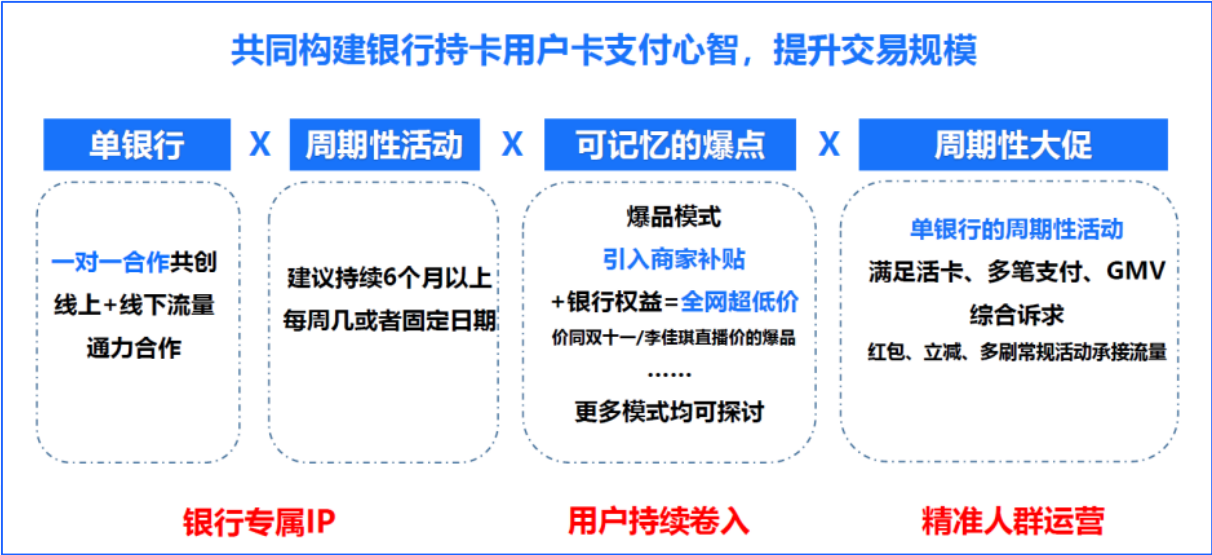 共同构建银行持卡用户卡支付心智，提升交易规模
单银行 X 周期性活动 X 可记忆的爆点 X 周期性大促
一对一合作共创
线上+线下流量
通力合作
建议持续6个月以上
每周几或者固定日期
爆品模式
引入商家补贴
+银行权益=全网超低价
价同双十一/李佳琪直播价的爆品
......
更多模式均可探讨
单银行的周期性活动
满足活卡、多笔支付、GMV
综合诉求
红包、立减、多刷常规活动承接流量
银行专属IP
用户持续卷入
精准人群运营